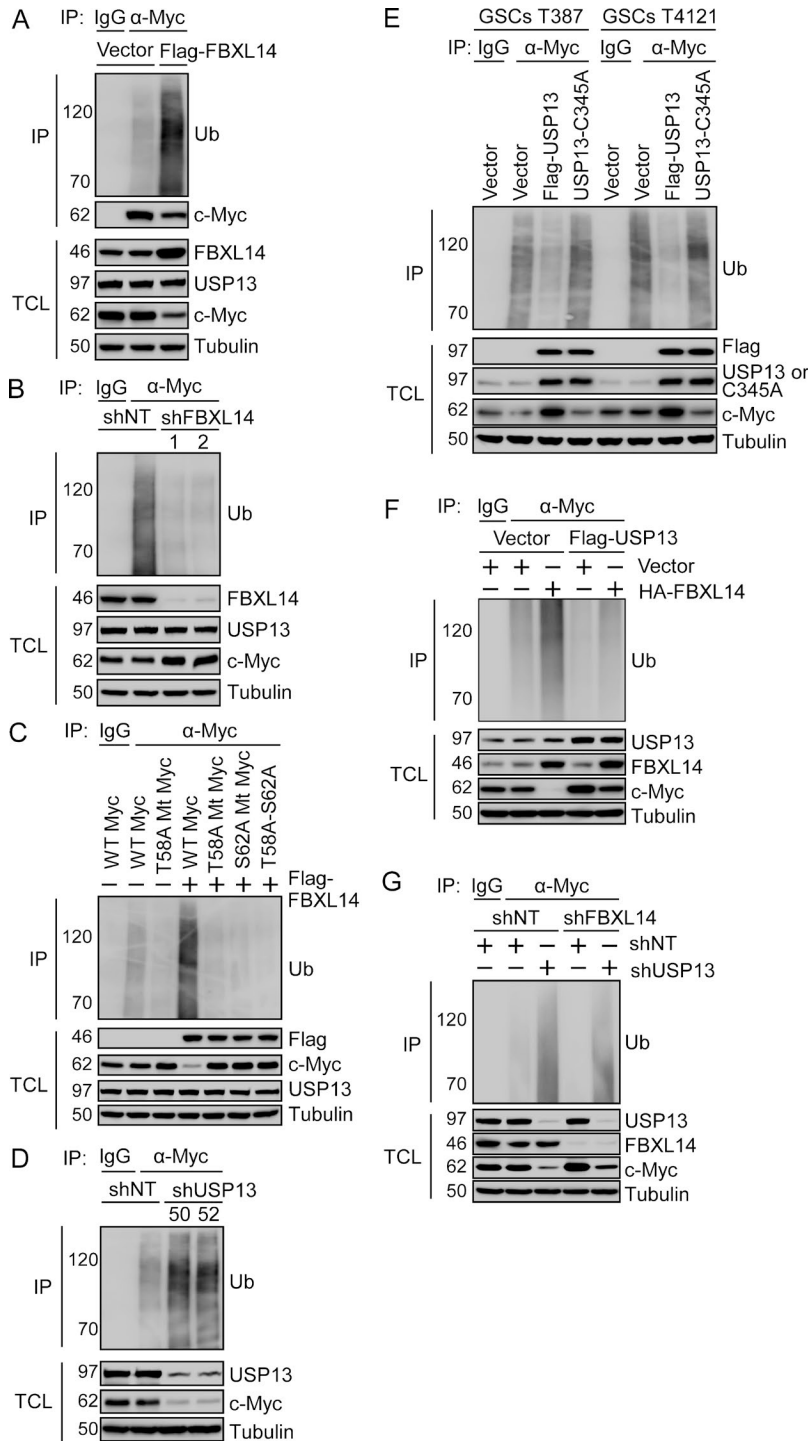 A
IP: IgG α-Myc
Vector Flag-FBXL14
IP
120
70
Ub
62 c-Myc
TCL
46 FBXL14
97 USP13
62 c-Myc
50 Tubulin
B
IP: IgG α-Myc
shNT shFBXL14
1 2
IP
120
70
Ub
TCL
46 FBXL14
97 USP13
62 c-Myc
50 Tubulin
C
IP: IgG α-Myc
WT Myc
WT Myc
T58A Mt Myc
WT Myc
T58A Mt Myc
S62A Mt Myc
T58A-S62A
– – – + + + + Flag-
FBXL14
IP
120
70
Ub
TCL
46 Flag
62 c-Myc
97 USP13
50 Tubulin
D
IP: IgG α-Myc
shNT shUSP13
50 52
IP
120
70
Ub
TCL
97 USP13
62 c-Myc
50 Tubulin
E
GSCs T387 GSCs T4121
IP: IgG α-Myc IgG α-Myc
Vector
Vector
Flag-USP13
USP13-C345A
Vector
Vector
Flag-USP13
USP13-C345A
IP
120
70
Ub
TCL
97 Flag
97 USP13 or
C345A
62 c-Myc
50 Tubulin
F
IP: IgG α-Myc
Vector Flag-USP13
+ + – + – Vector
– – + – + HA-FBXL14
IP
120
70
Ub
TCL
97 USP13
46 FBXL14
62 c-Myc
50 Tubulin
G
IP: IgG α-Myc
shNT shFBXL14
+ + – + – shNT
– – + – + shUSP13
IP
120
60
Ub
TCL
97 USP13
46 FBXL14
62 c-Myc
50 Tubulin